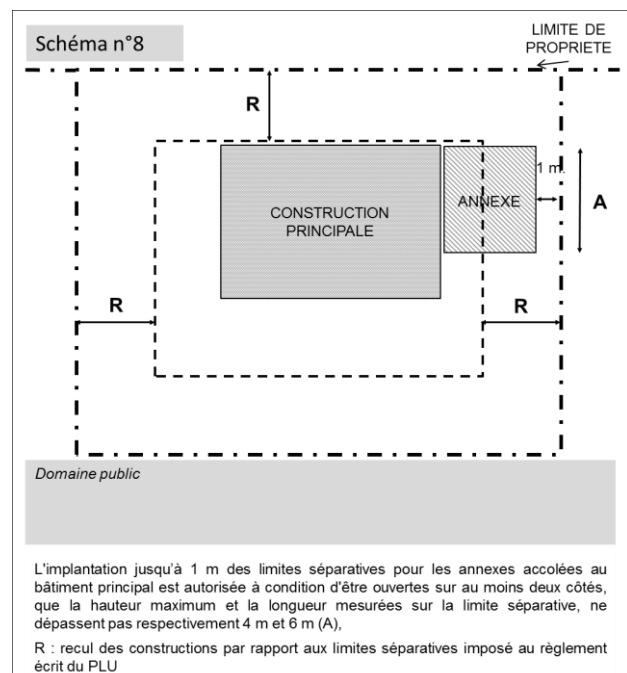 Schéma n°8
LIMITE DE
PROPRIETE
R
1 m.
ANNEXE
A
CONSTRUCTION
PRINCIPALE
R
R
Domaine public
L'implantation jusqu'à 1 m des limites séparatives pour les annexes accolées au
bâtiment principal est autorisée à condition d'être ouvertes sur au moins deux côtés,
que la hauteur maximum et la longueur mesurées sur la limite séparative, ne
dépassent pas respectivement 4 m et 6 m (A),
R : recul des constructions par rapport aux limites séparatives imposé au règlement
écrit du PLU